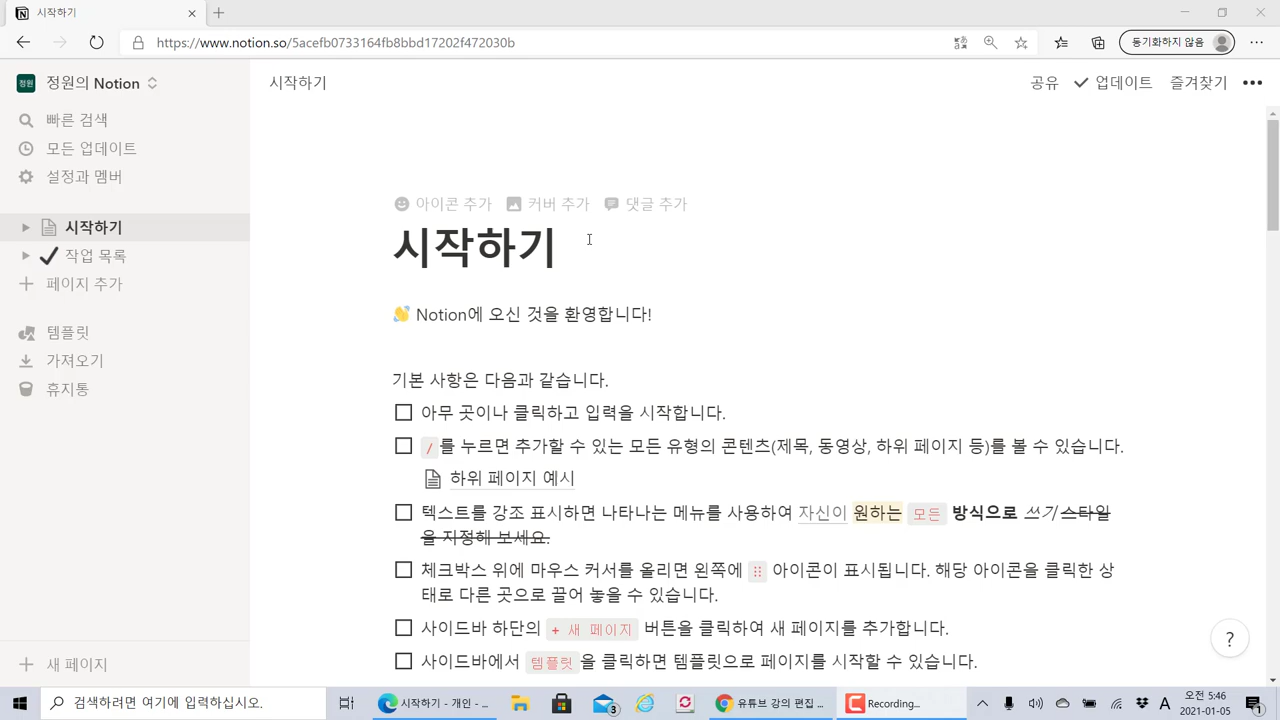 시작하기
https://www.notion.so/5acefb0733164fb8bbd17202f472030b
동기화하지 않음
정원 정원의 Notion
시작하기
공유 업데이트 즐겨찾기
빠른 검색
모든 업데이트
설정과 멤버
시작하기
작업 목록
페이지 추가
템플릿
가져오기
휴지통
새 페이지
아이콘 추가 커버 추가 댓글 추가
시작하기
Notion에 오신 것을 환영합니다!
기본 사항은 다음과 같습니다.
아무 곳이나 클릭하고 입력을 시작합니다.
/를 누르면 추가할 수 있는 모든 유형의 콘텐츠(제목, 동영상, 하위 페이지 등)를 볼 수 있습니다.
하위 페이지 예시
텍스트를 강조 표시하면 나타나는 메뉴를 사용하여 자신이 원하는 모든 방식으로 쓰기 스타일
을 지정해 보세요.
체크박스 위에 마우스 커서를 올리면 왼쪽에 ⠿ 아이콘이 표시됩니다. 해당 아이콘을 클릭한 상
태로 다른 곳으로 끌어 놓을 수 있습니다.
사이드바 하단의 + 새 페이지 버튼을 클릭하여 새 페이지를 추가합니다.
사이드바에서 템플릿을 클릭하면 템플릿으로 페이지를 시작할 수 있습니다.
?
검색하려면 여기에 입력하십시오.
시작하기 - 개인 - ...
3
유튜브 강의 편집 ...
Recording...
A
오전 5:46
2021-01-05
1